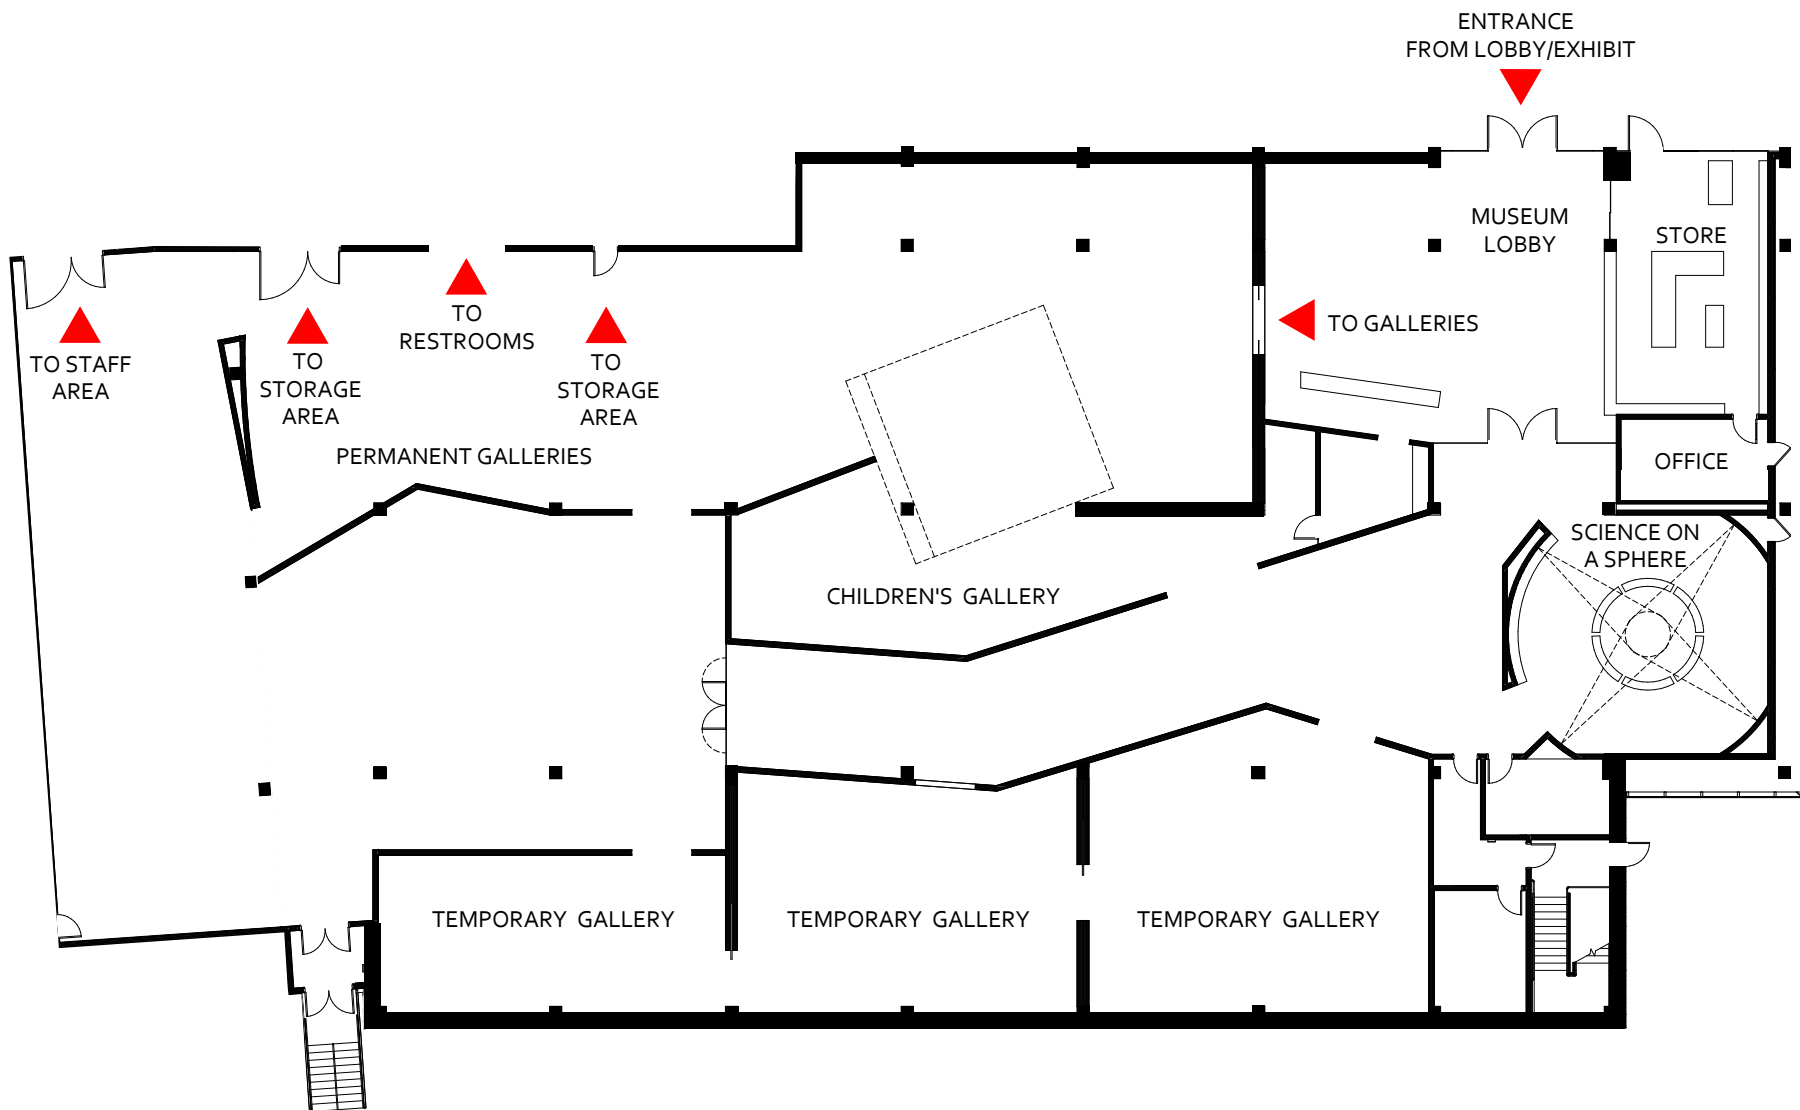 ENTRANCE
FROM LOBBY/EXHIBIT
MUSEUM
LOBBY
STORE
TO
RESTROOMS
TO GALLERIES
TO STAFF
AREA
TO
STORAGE
AREA
TO
STORAGE
AREA
PERMANENT GALLERIES
OFFICE
SCIENCE ON
A SPHERE
CHILDREN'S GALLERY
TEMPORARY GALLERY
TEMPORARY GALLERY
TEMPORARY GALLERY